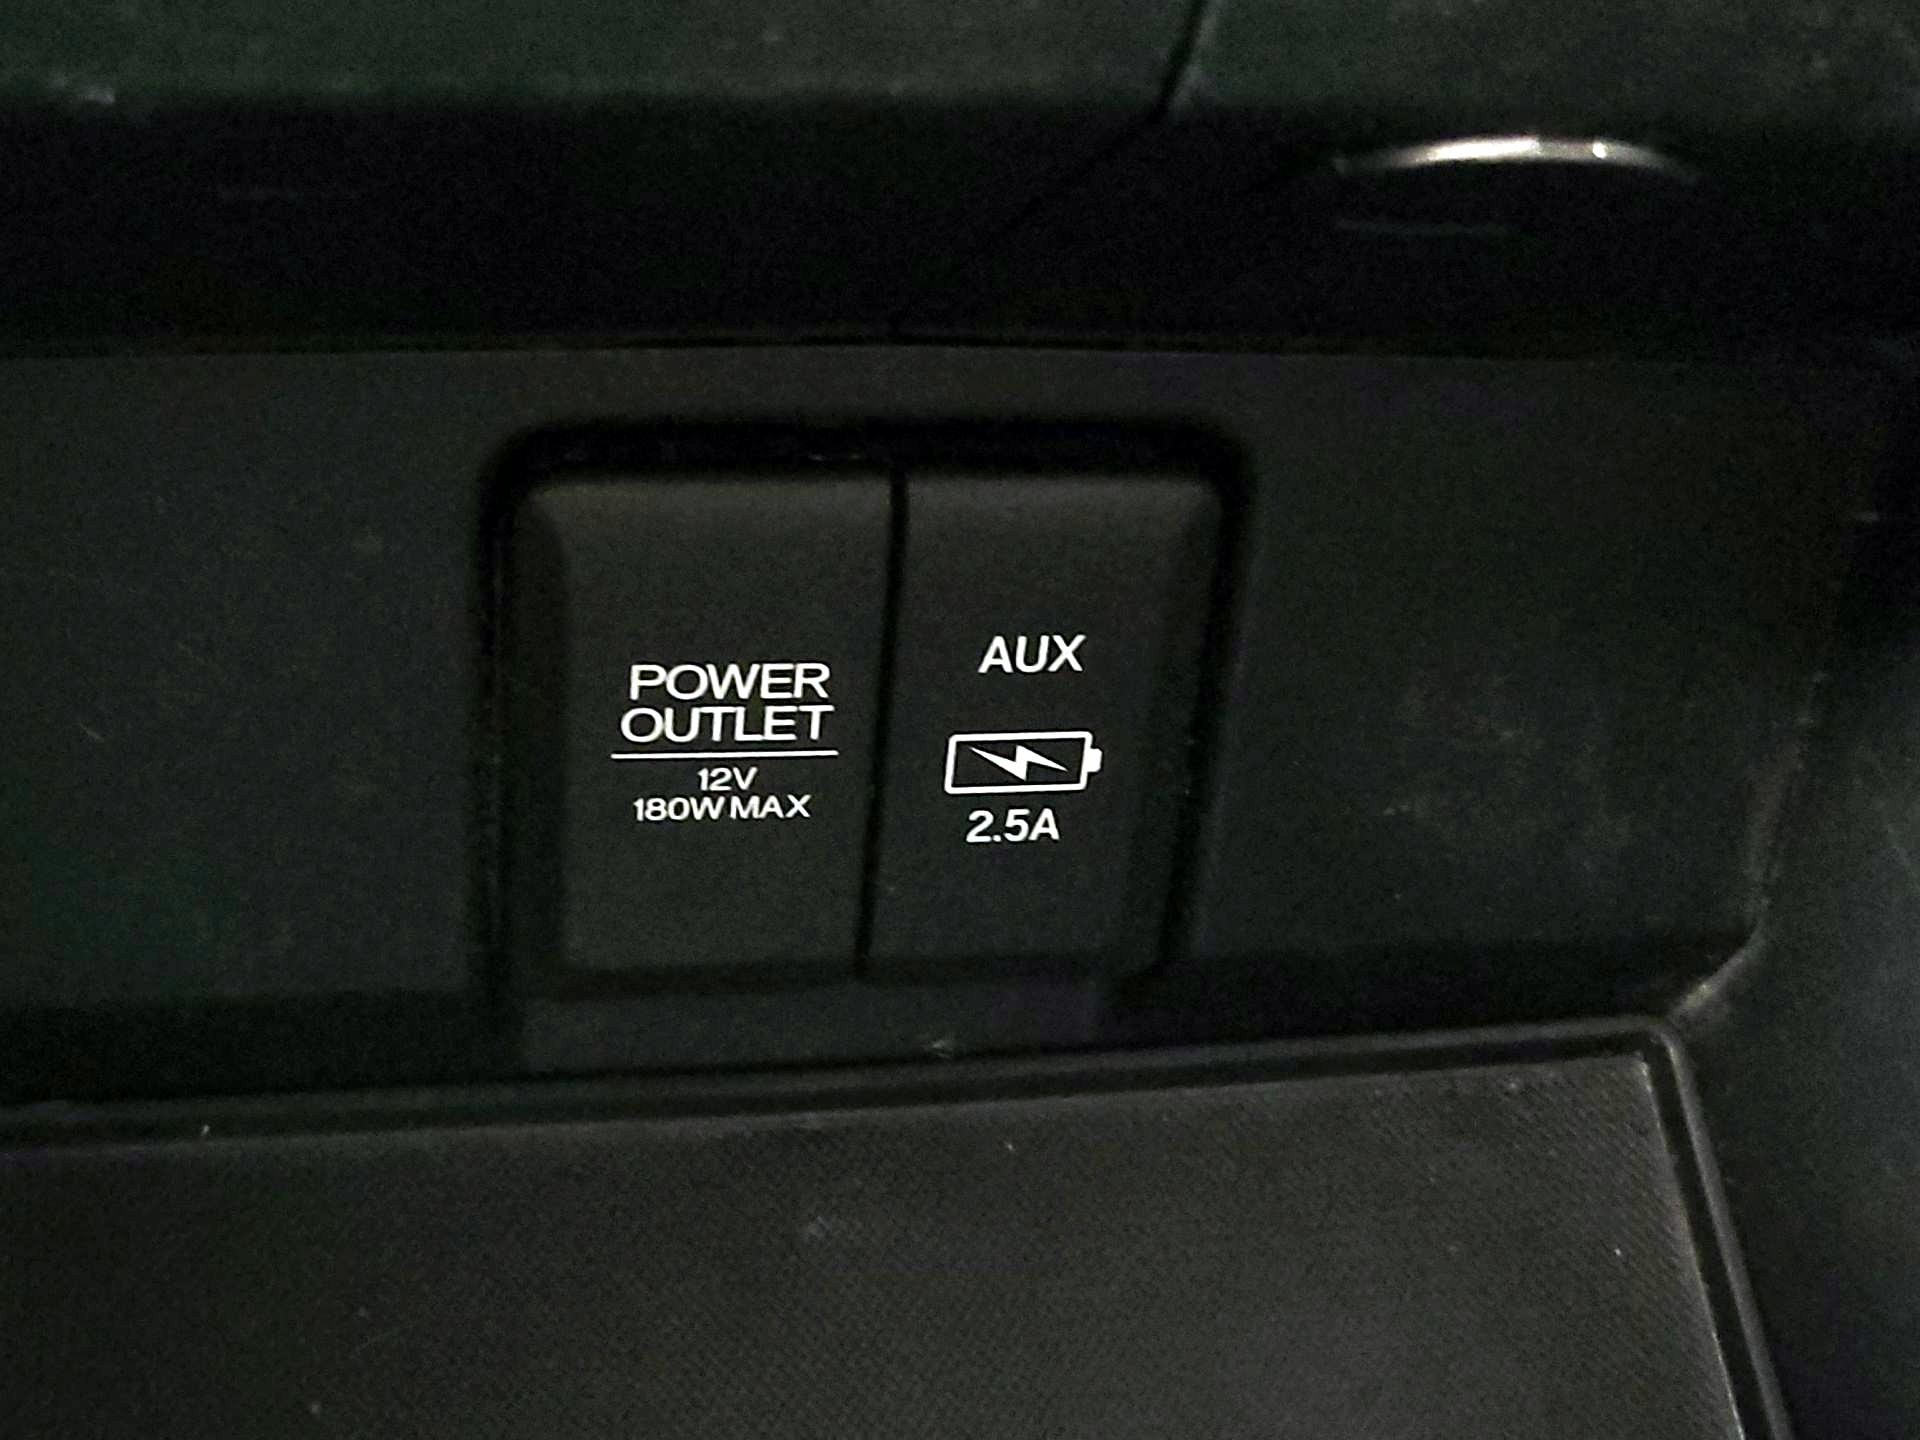 POWER
OUTLET
12V
180W MAX
AUX
2.5A